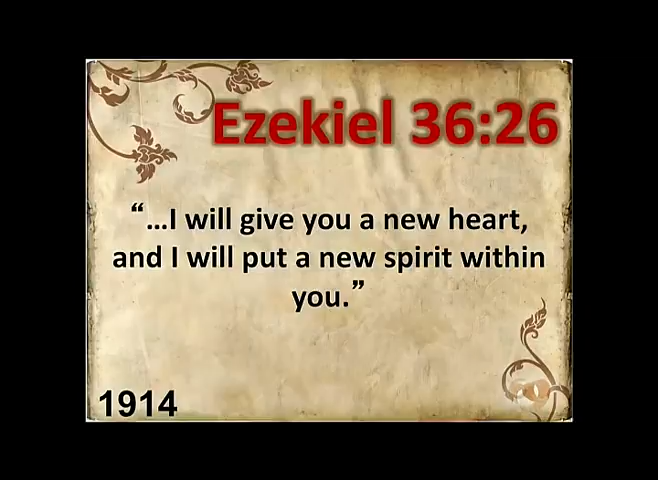 Ezekiel 36:26
“...I will give you a new heart,
and I will put a new spirit within
you.”
1914